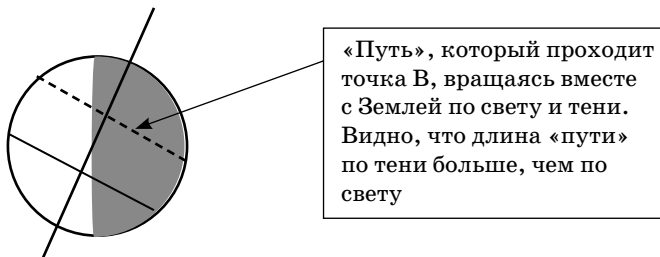 «Путь», который проходит
точка В, вращаясь вместе
с Землей по свету и тени.
Видно, что длина «пути»
по тени больше, чем по
свету